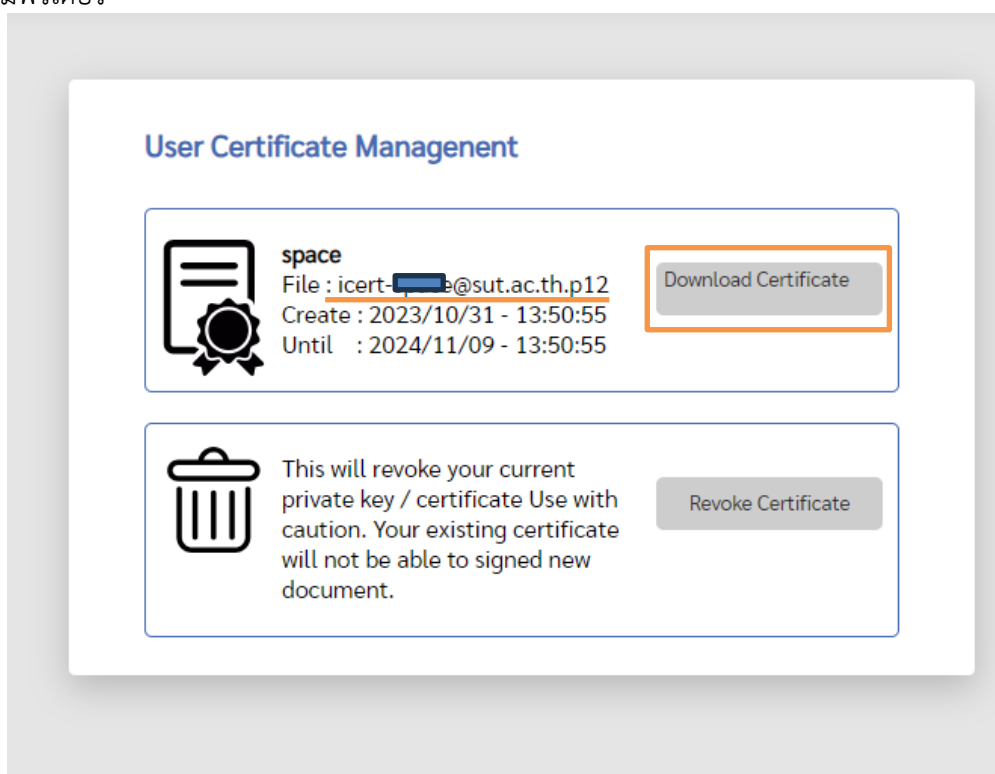 User Certificate Managenent
space
File : icert-@sut.ac.th.p12
Create : 2023/10/31 - 13:50:55
Until : 2024/11/09 - 13:50:55
Download Certificate
This will revoke your current
private key / certificate Use with
caution. Your existing certificate
will not be able to signed new
document.
Revoke Certificate